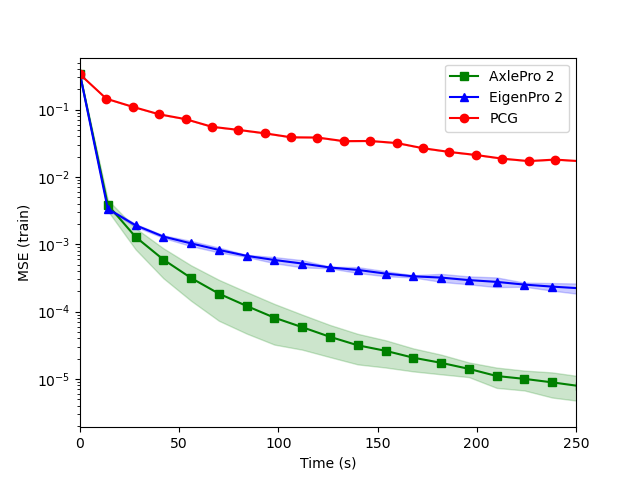 AxlePro 2
EigenPro 2
PCG
MSE (train)
10⁻¹
10⁻²
10⁻³
10⁻⁴
10⁻⁵
0 50 100 150 200 250
Time (s)